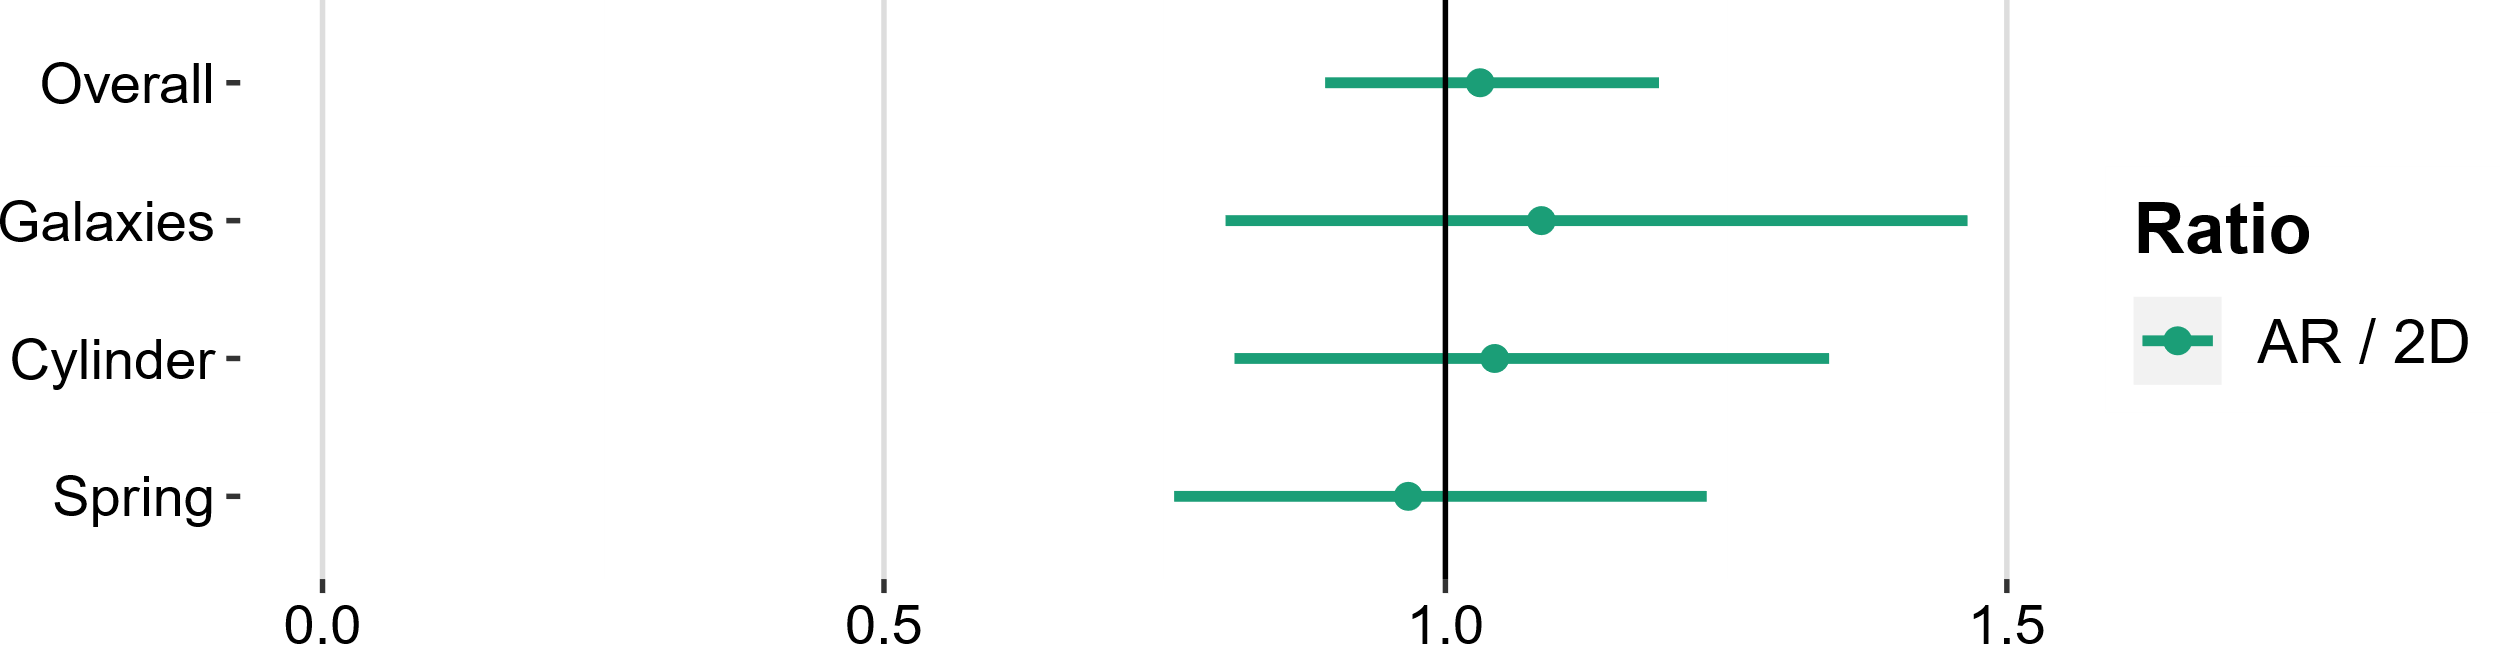 Overall
Galaxies
Cylinder
Spring
0.0 0.5 1.0 1.5
Ratio
AR / 2D